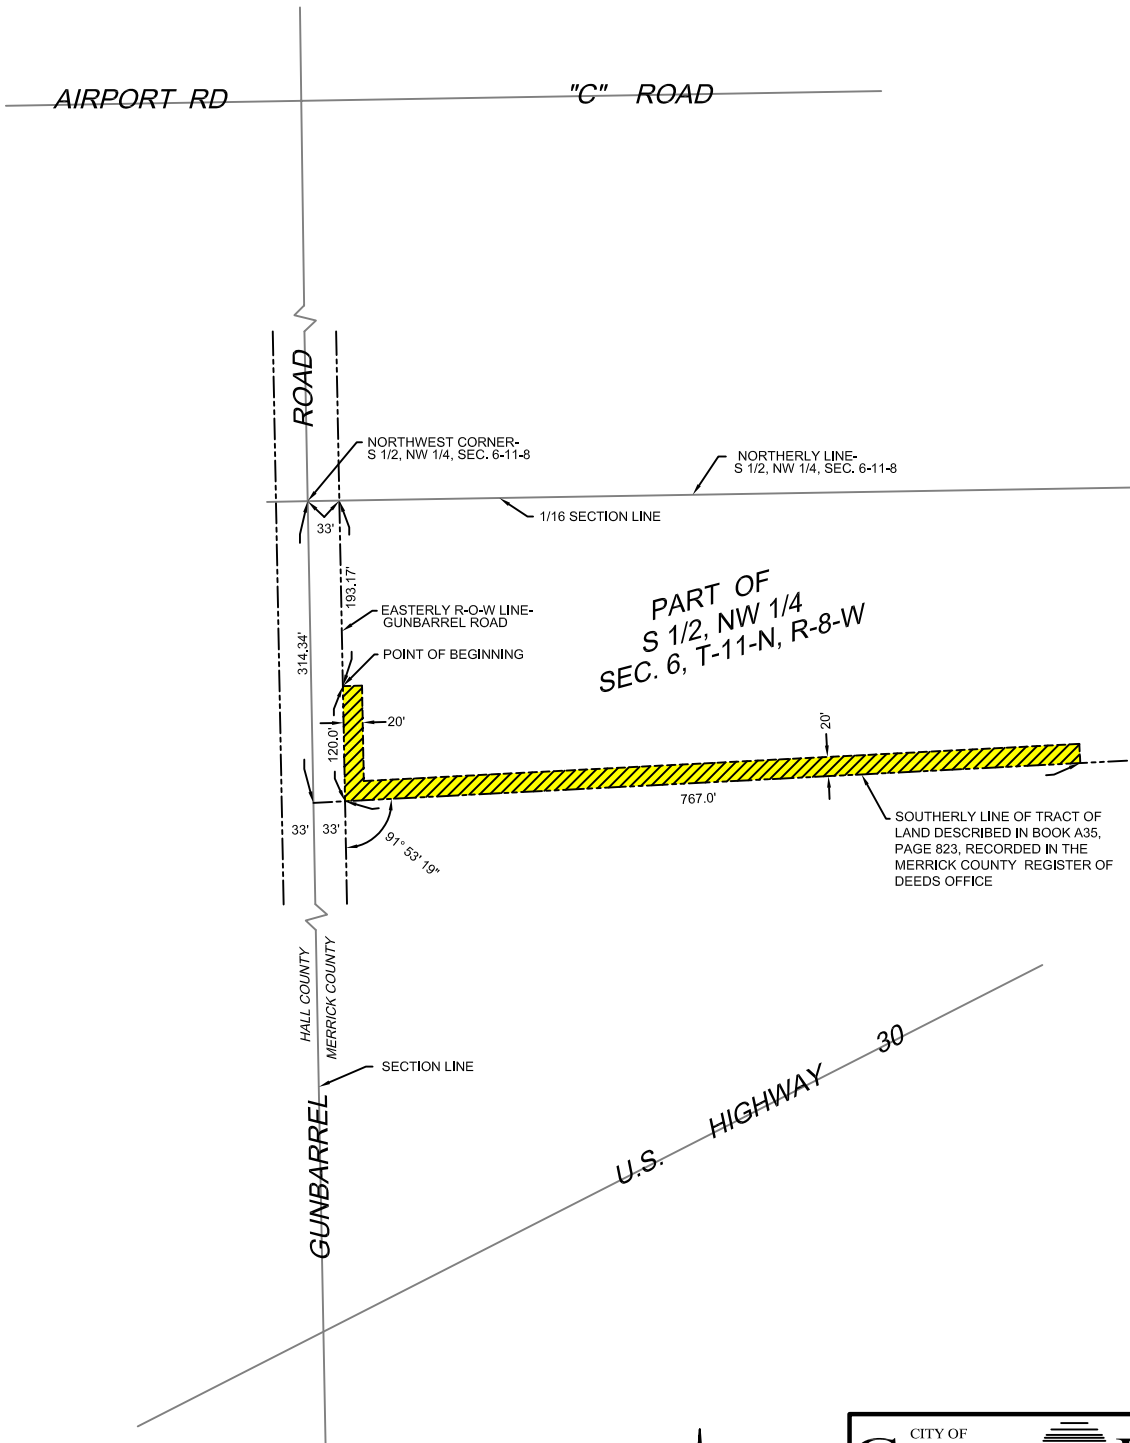 AIRPORT RD
"C" ROAD
ROAD
NORTHWEST CORNER-
S 1/2, NW 1/4, SEC. 6-11-8
NORTHERLY LINE-
S 1/2, NW 1/4, SEC. 6-11-8
1/16 SECTION LINE
33'
193.17'
314.34'
EASTERLY R-O-W LINE-
GUNBARREL ROAD
POINT OF BEGINNING
PART OF
S 1/2, NW 1/4
SEC. 6, T-11-N, R-8-W
20'
120.0'
20'
767.0'
33'
33'
91° 53' 19"
SOUTHERLY LINE OF TRACT OF
LAND DESCRIBED IN BOOK A35,
PAGE 823, RECORDED IN THE
MERRICK COUNTY REGISTER OF
DEEDS OFFICE
HALL COUNTY
MERRICK COUNTY
SECTION LINE
GUNBARREL
U.S. HIGHWAY 30
CITY OF